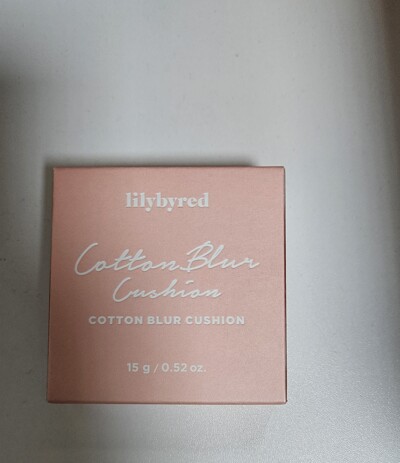 lilybyred
Cotton Blur
Cushion
COTTON BLUR CUSHION
15 g / 0.52 oz.